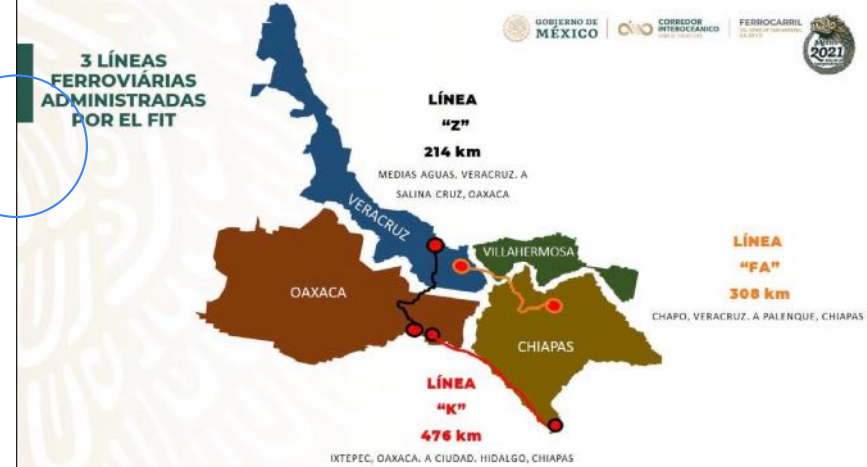 3 LÍNEAS
FERROVIÁRIAS
ADMINISTRADAS
POR EL FIT
GOBIERNO DE
MÉXICO
CORREDOR
INTEROCEÁNICO
FERROCARRIL
México
2021
LÍNEA
“Z”
214 km
MEDIAS AGUAS, VERACRUZ. A
SALINA CRUZ, OAXACA
VERACRUZ
VILLAHERMOSA
OAXACA
CHIAPAS
LÍNEA
“FA”
308 km
CHAPO, VERACRUZ. A PALENQUE, CHIAPAS
LÍNEA
“K”
476 km
IXTEPEC, OAXACA. A CIUDAD. HIDALGO, CHIAPAS